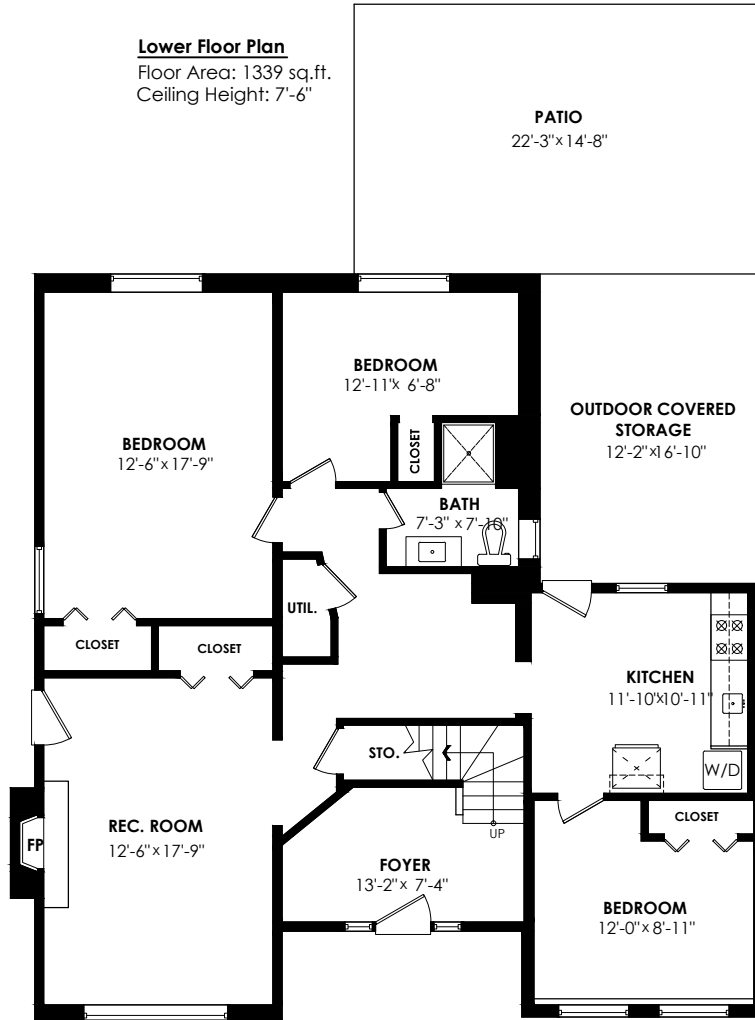 Lower Floor Plan
Floor Area: 1339 sq.ft.
Ceiling Height: 7'-6"
PATIO
22'-3"x 14'-8"
BEDROOM
12'-11"x 6'-8"
BEDROOM
12'-6" x 17'-9"
CLOSET
OUTDOOR COVERED
STORAGE
12'-2"x16'-10"
BATH
7'-3" x 7'-10"
UTIL.
CLOSET
CLOSET
KITCHEN
11'-10"x10'-11"
STO.
W/D
UP
CLOSET
REC. ROOM
12'-6" x 17'-9"
FP
FOYER
13'-2" x 7'-4"
BEDROOM
12'-0" x 8'-11"